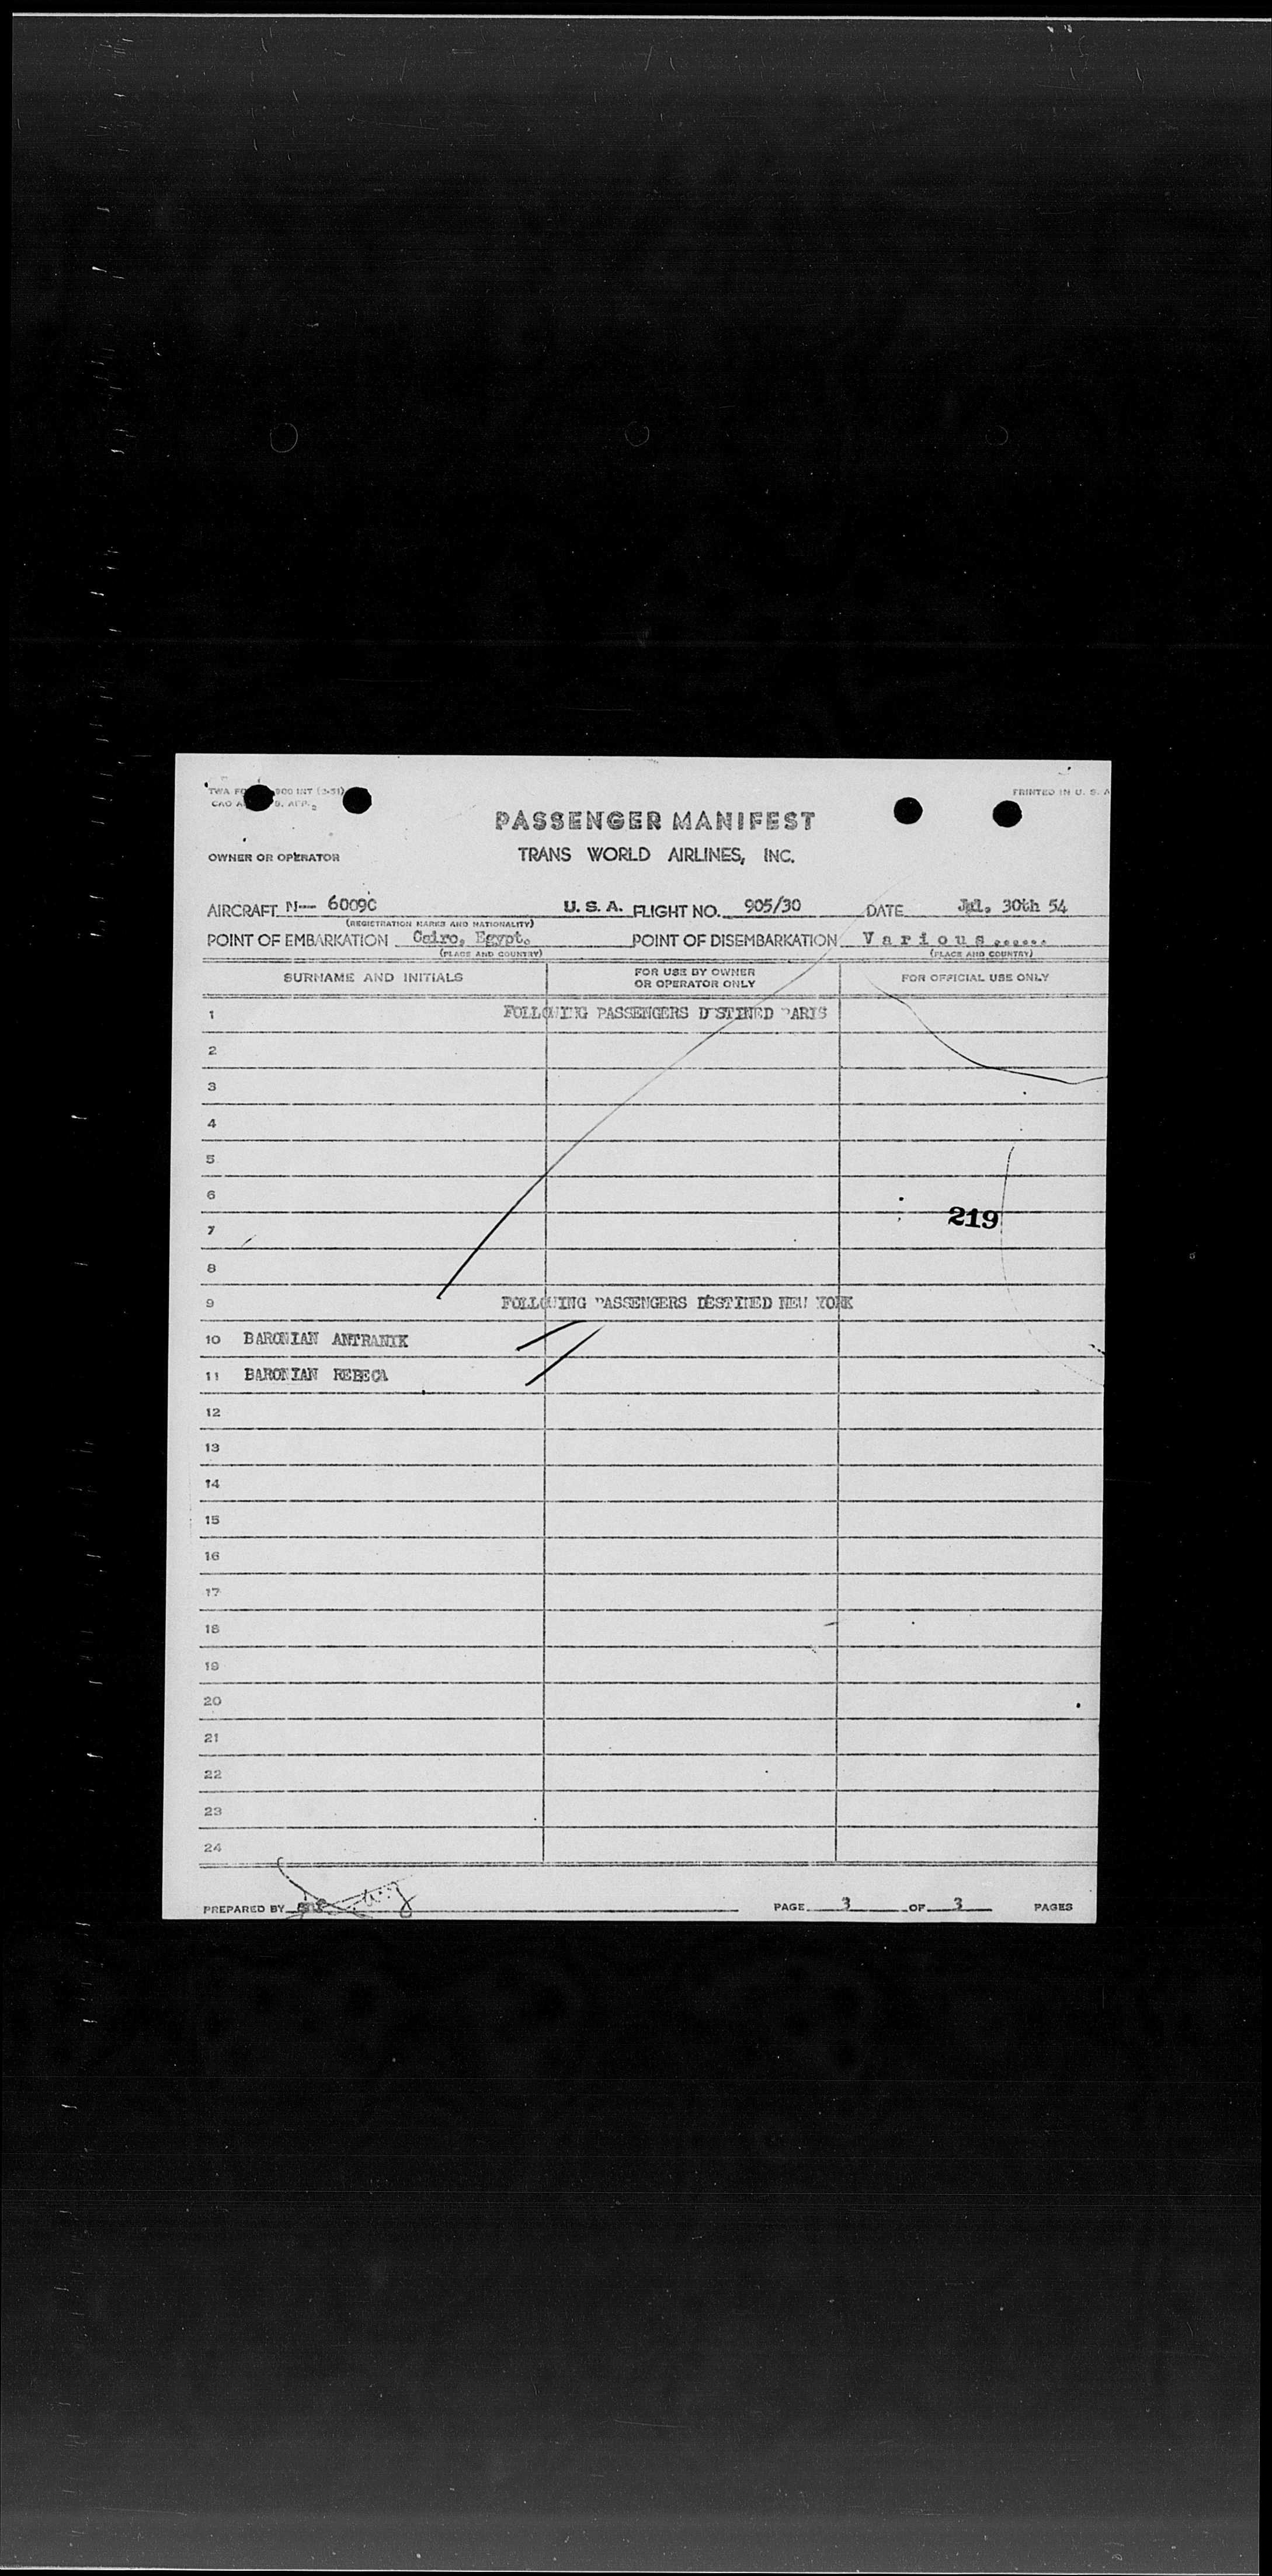 PRINTED IN U. S. A
PASSENGER MANIFEST
OWNER OR OPERATOR TRANS WORLD AIRLINES, INC.
AIRCRAFT N-- 6009C U. S. A. FLIGHT NO. 905/30 DATE Jul. 30th 54
(REGISTRATION MARKS AND NATIONALITY)
POINT OF EMBARKATION Cairo, Egypt. POINT OF DISEMBARKATION Various......
(PLACE AND COUNTRY) (PLACE AND COUNTRY)
SURNAME AND INITIALS FOR USE BY OWNER OR OPERATOR ONLY FOR OFFICIAL USE ONLY
1 FOLLOWING PASSENGERS DESTINED PARIS
2
3
4
5
6
219
7
8
9 FOLLOWING PASSENGERS DESTINED NEW YORK
10 BARONIAN ANTRANIK
11 BARONIAN REBECA
12
13
14
15
16
17
18
19
20
21
22
23
24
PREPARED BY PAGE 3 OF 3 PAGES